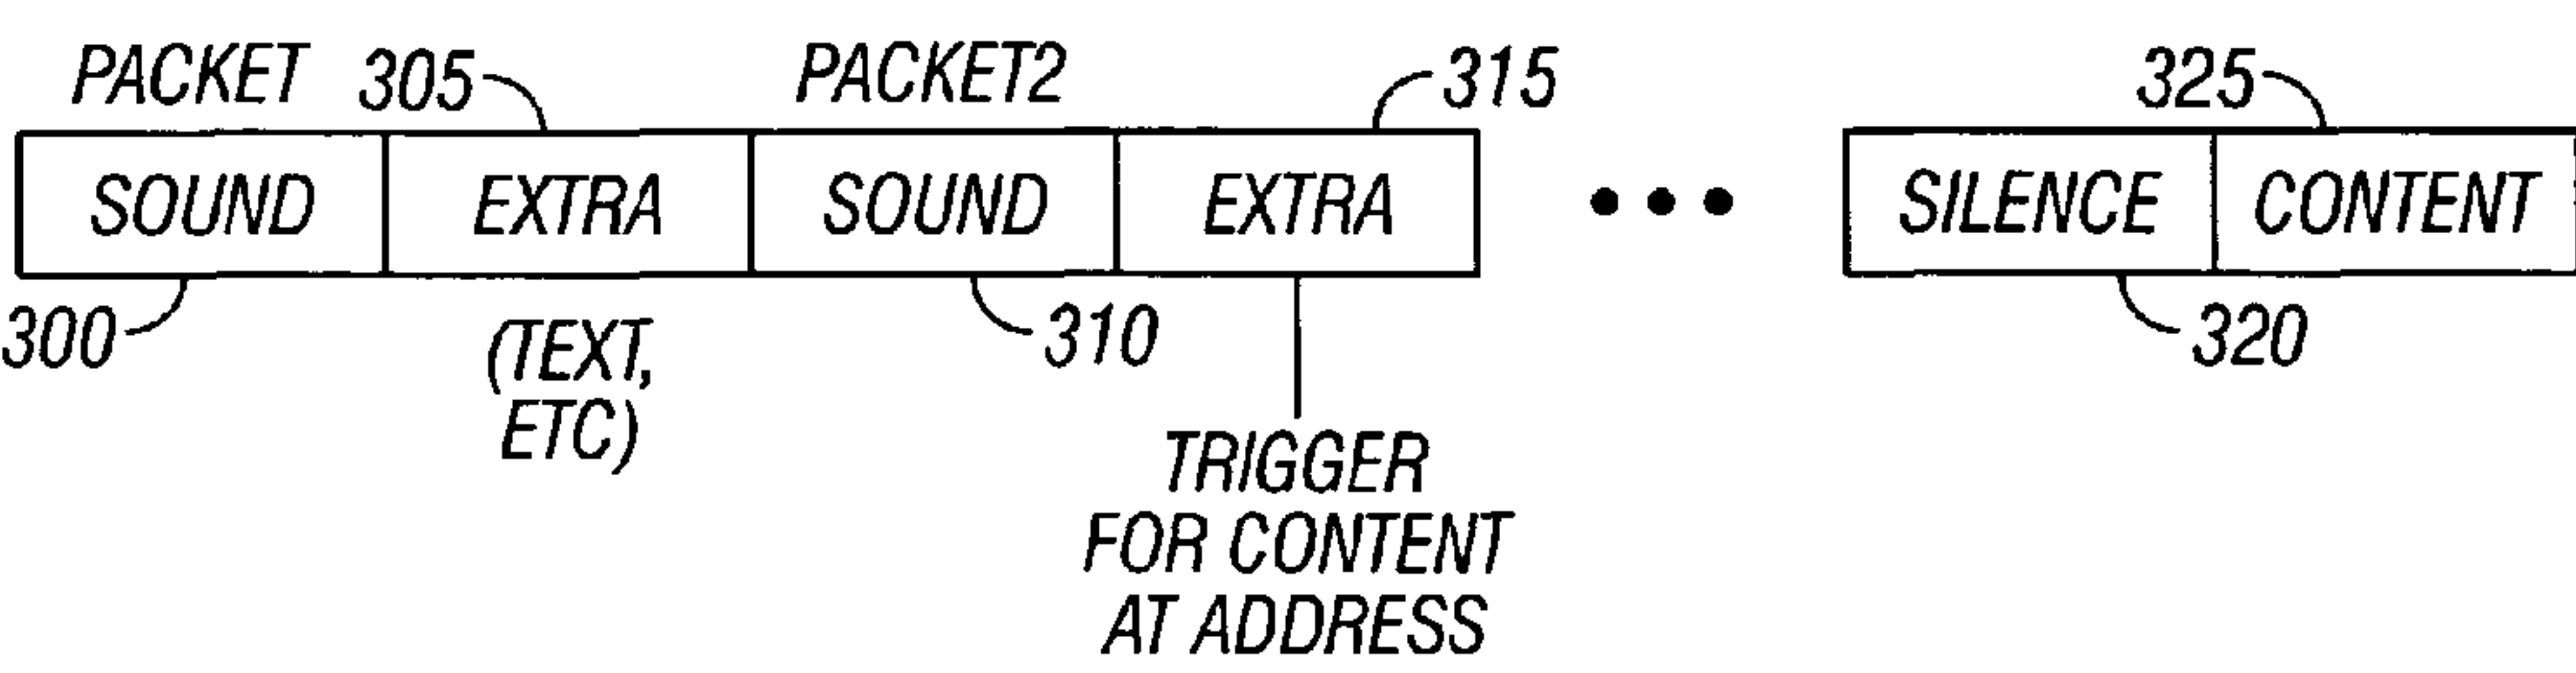 PACKET 305 PACKET2 315 325
SOUND EXTRA SOUND EXTRA SILENCE CONTENT
300 310 320
(TEXT,
ETC)
TRIGGER
FOR CONTENT
AT ADDRESS